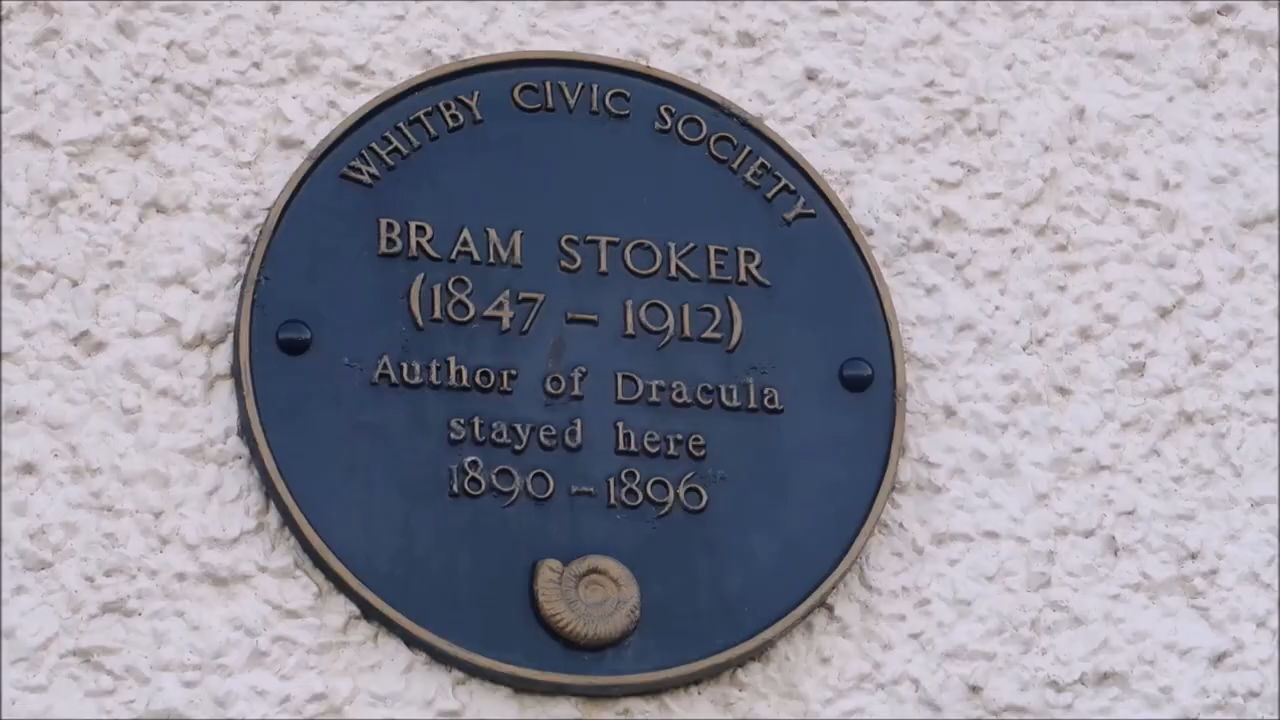 WHITBY CIVIC SOCIETY
BRAM STOKER
(1847 – 1912)
Author of Dracula
stayed here
1890 – 1896